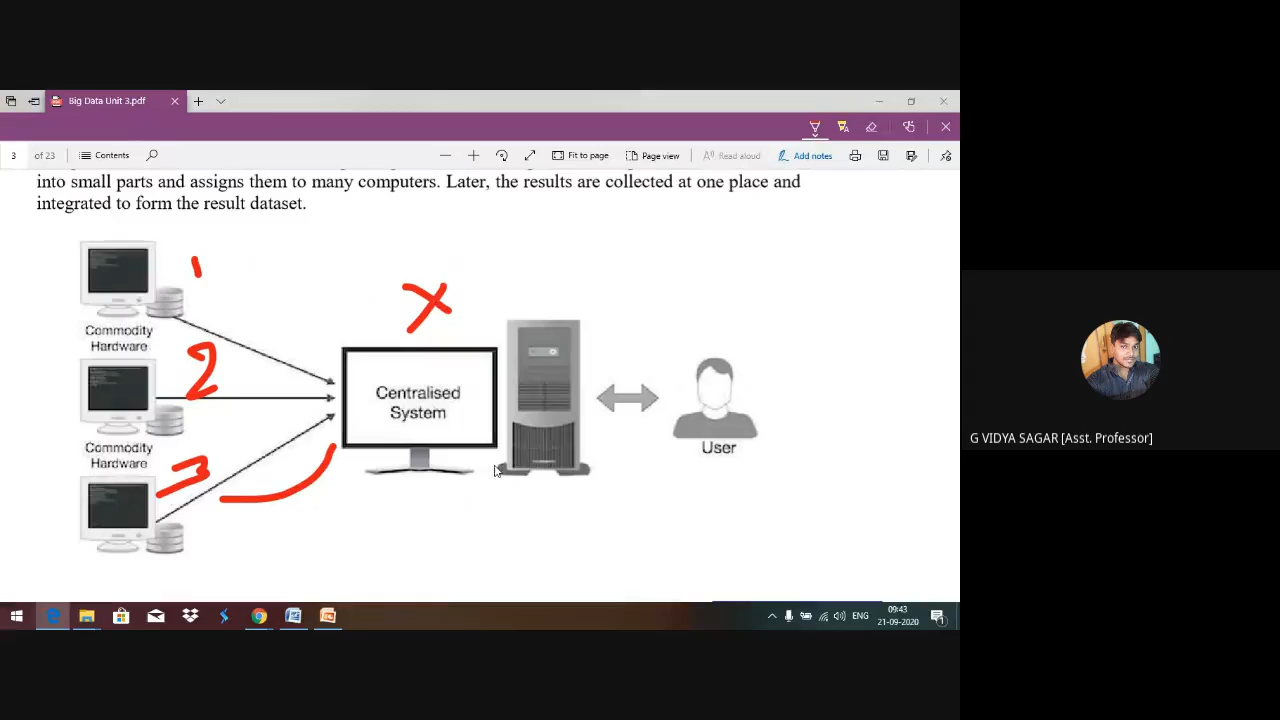 Big Data Unit 3.pdf
3 of 23 Contents Fit to page Page view Read aloud Add notes
into small parts and assigns them to many computers. Later, the results are collected at one place and
integrated to form the result dataset.
1
X
Commodity
Hardware
2
Centralised
System
Commodity
Hardware
3
User
G VIDYA SAGAR [Asst. Professor]
ENG
09:43
21-09-2020